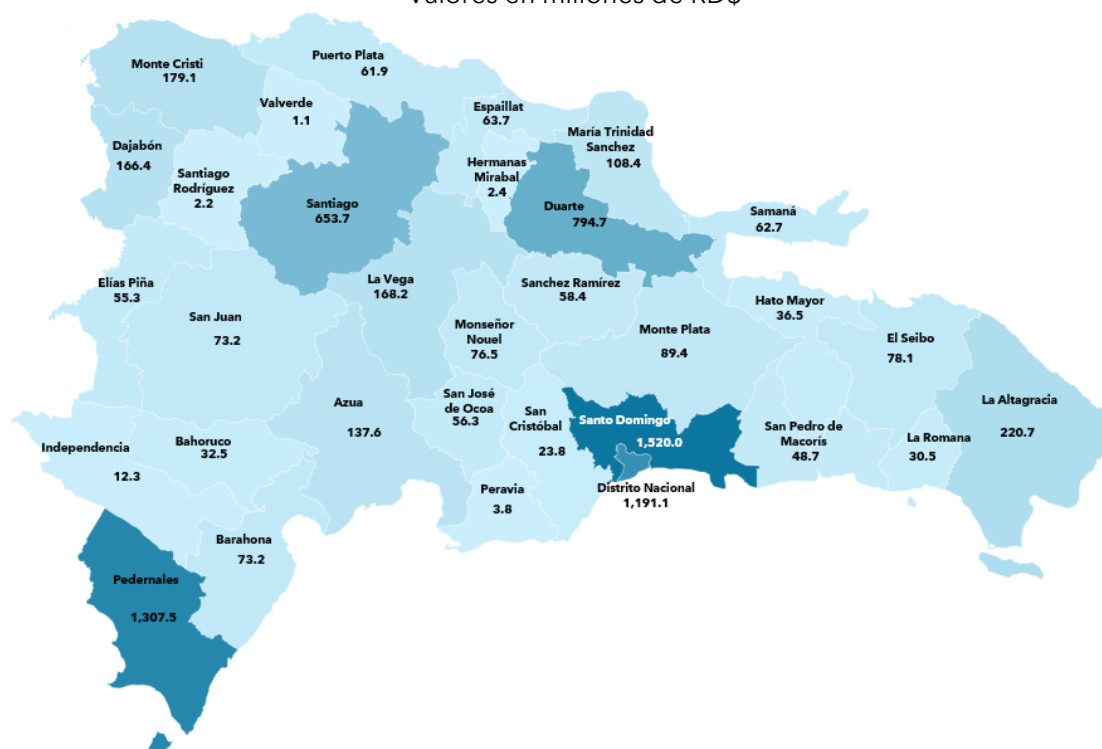 Valores en millones de RD$
Monte Cristi
179.1
Puerto Plata
61.9
Valverde
1.1
Espaillat
63.7
María Trinidad
Sanchez
108.4
Dajabón
166.4
Santiago
Rodríguez
2.2
Hermanas
Mirabal
2.4
Santiago
653.7
Duarte
794.7
Samaná
62.7
Elías Piña
55.3
La Vega
168.2
Sanchez Ramírez
58.4
Hato Mayor
36.5
San Juan
73.2
Monseñor
Nouel
76.5
Monte Plata
89.4
El Seibo
78.1
Azua
137.6
San José
de Ocoa
56.3
San
Cristóbal
23.8
Santo Domingo
1,520.0
San Pedro de
Macorís
48.7
La Romana
30.5
La Altagracia
220.7
Independencia
12.3
Bahoruco
32.5
Peravia
3.8
Distrito Nacional
1,191.1
Barahona
73.2
Pedernales
1,307.5